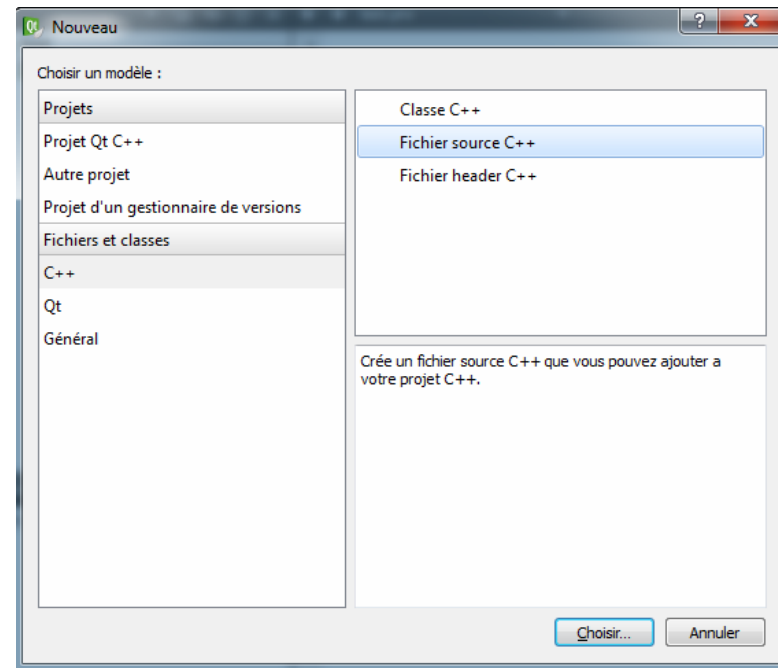 Nouveau
Choisir un modèle :
Projets
Projet Qt C++
Autre projet
Projet d'un gestionnaire de versions
Fichiers et classes
C++
Qt
Général
Classe C++
Fichier source C++
Fichier header C++
Crée un fichier source C++ que vous pouvez ajouter a
votre projet C++.
Choisir...
Annuler